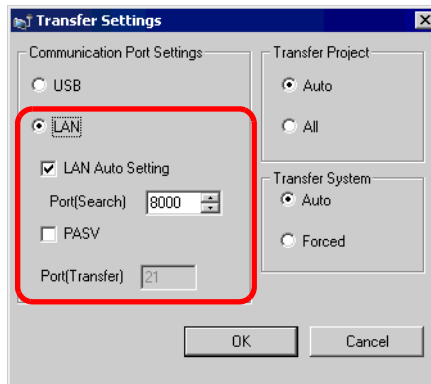 Transfer Settings
Communication Port Settings
USB
LAN
LAN Auto Setting
Port(Search) 8000
PASV
Port(Transfer) 21
Transfer Project
Auto
All
Transfer System
Auto
Forced
OK Cancel